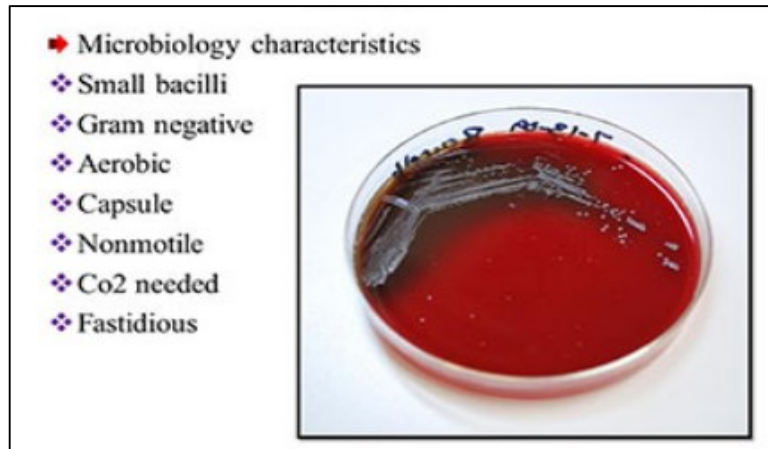 Microbiology characteristics
Small bacilli
Gram negative
Aerobic
Capsule
Nonmotile
Co2 needed
Fastidious